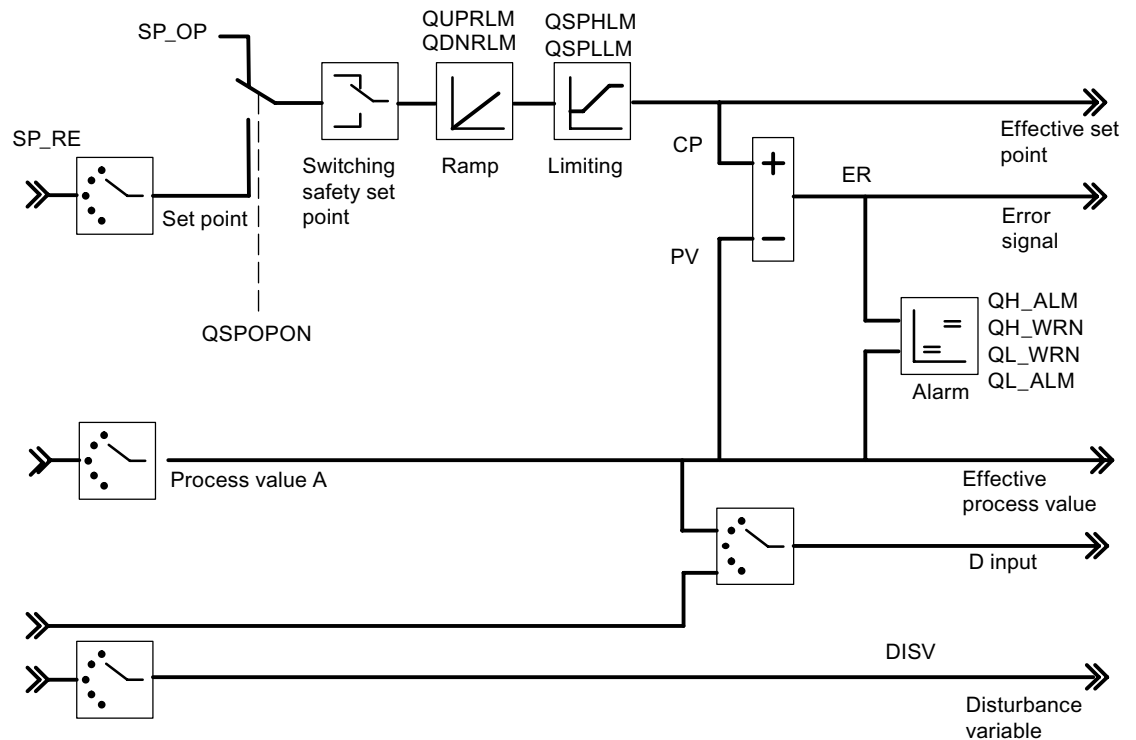 SP_OP
QUPRLM
QDNRLM
QSPHLM
QSPLLM
SP_RE
Set point
Switching
safety set
point
Ramp
Limiting
CP
Effective set
point
ER
Error
signal
PV
QSPOPON
QH_ALM
QH_WRN
QL_WRN
QL_ALM
Alarm
Process value A
Effective
process value
D input
DISV
Disturbance
variable